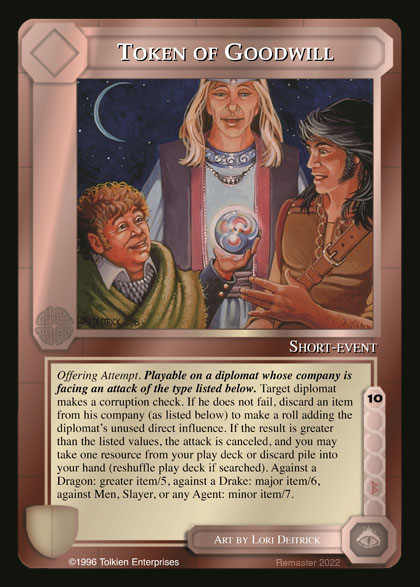 TOKEN OF GOODWILL
SHORT-EVENT
Offering Attempt. Playable on a diplomat whose company is
facing an attack of the type listed below. Target diplomat
makes a corruption check. If he does not fail, discard an item
from his company (as listed below) to make a roll adding the
diplomat's unused direct influence. If the result is greater
than the listed values, the attack is canceled, and you may
take one resource from your play deck or discard pile into
your hand (reshuffle play deck if searched). Against a
Dragon: greater item/5, against a Drake: major item/6,
against Men, Slayer, or any Agent: minor item/7.
10
ART BY LORI DEITRICK
©1996 Tolkien Enterprises
Remaster 2022